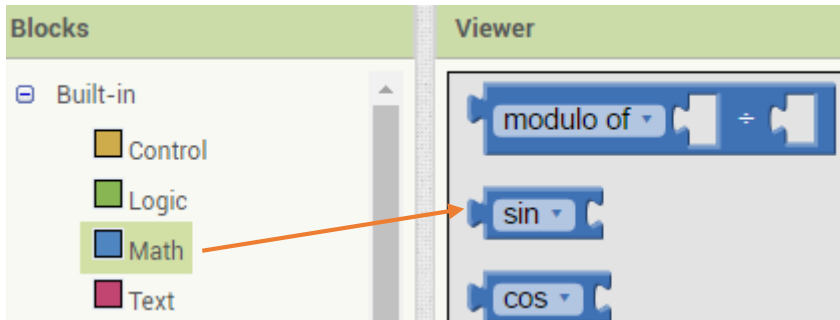 Blocks
Built-in
Control
Logic
Math
Text
Viewer
modulo of ÷
sin
cos